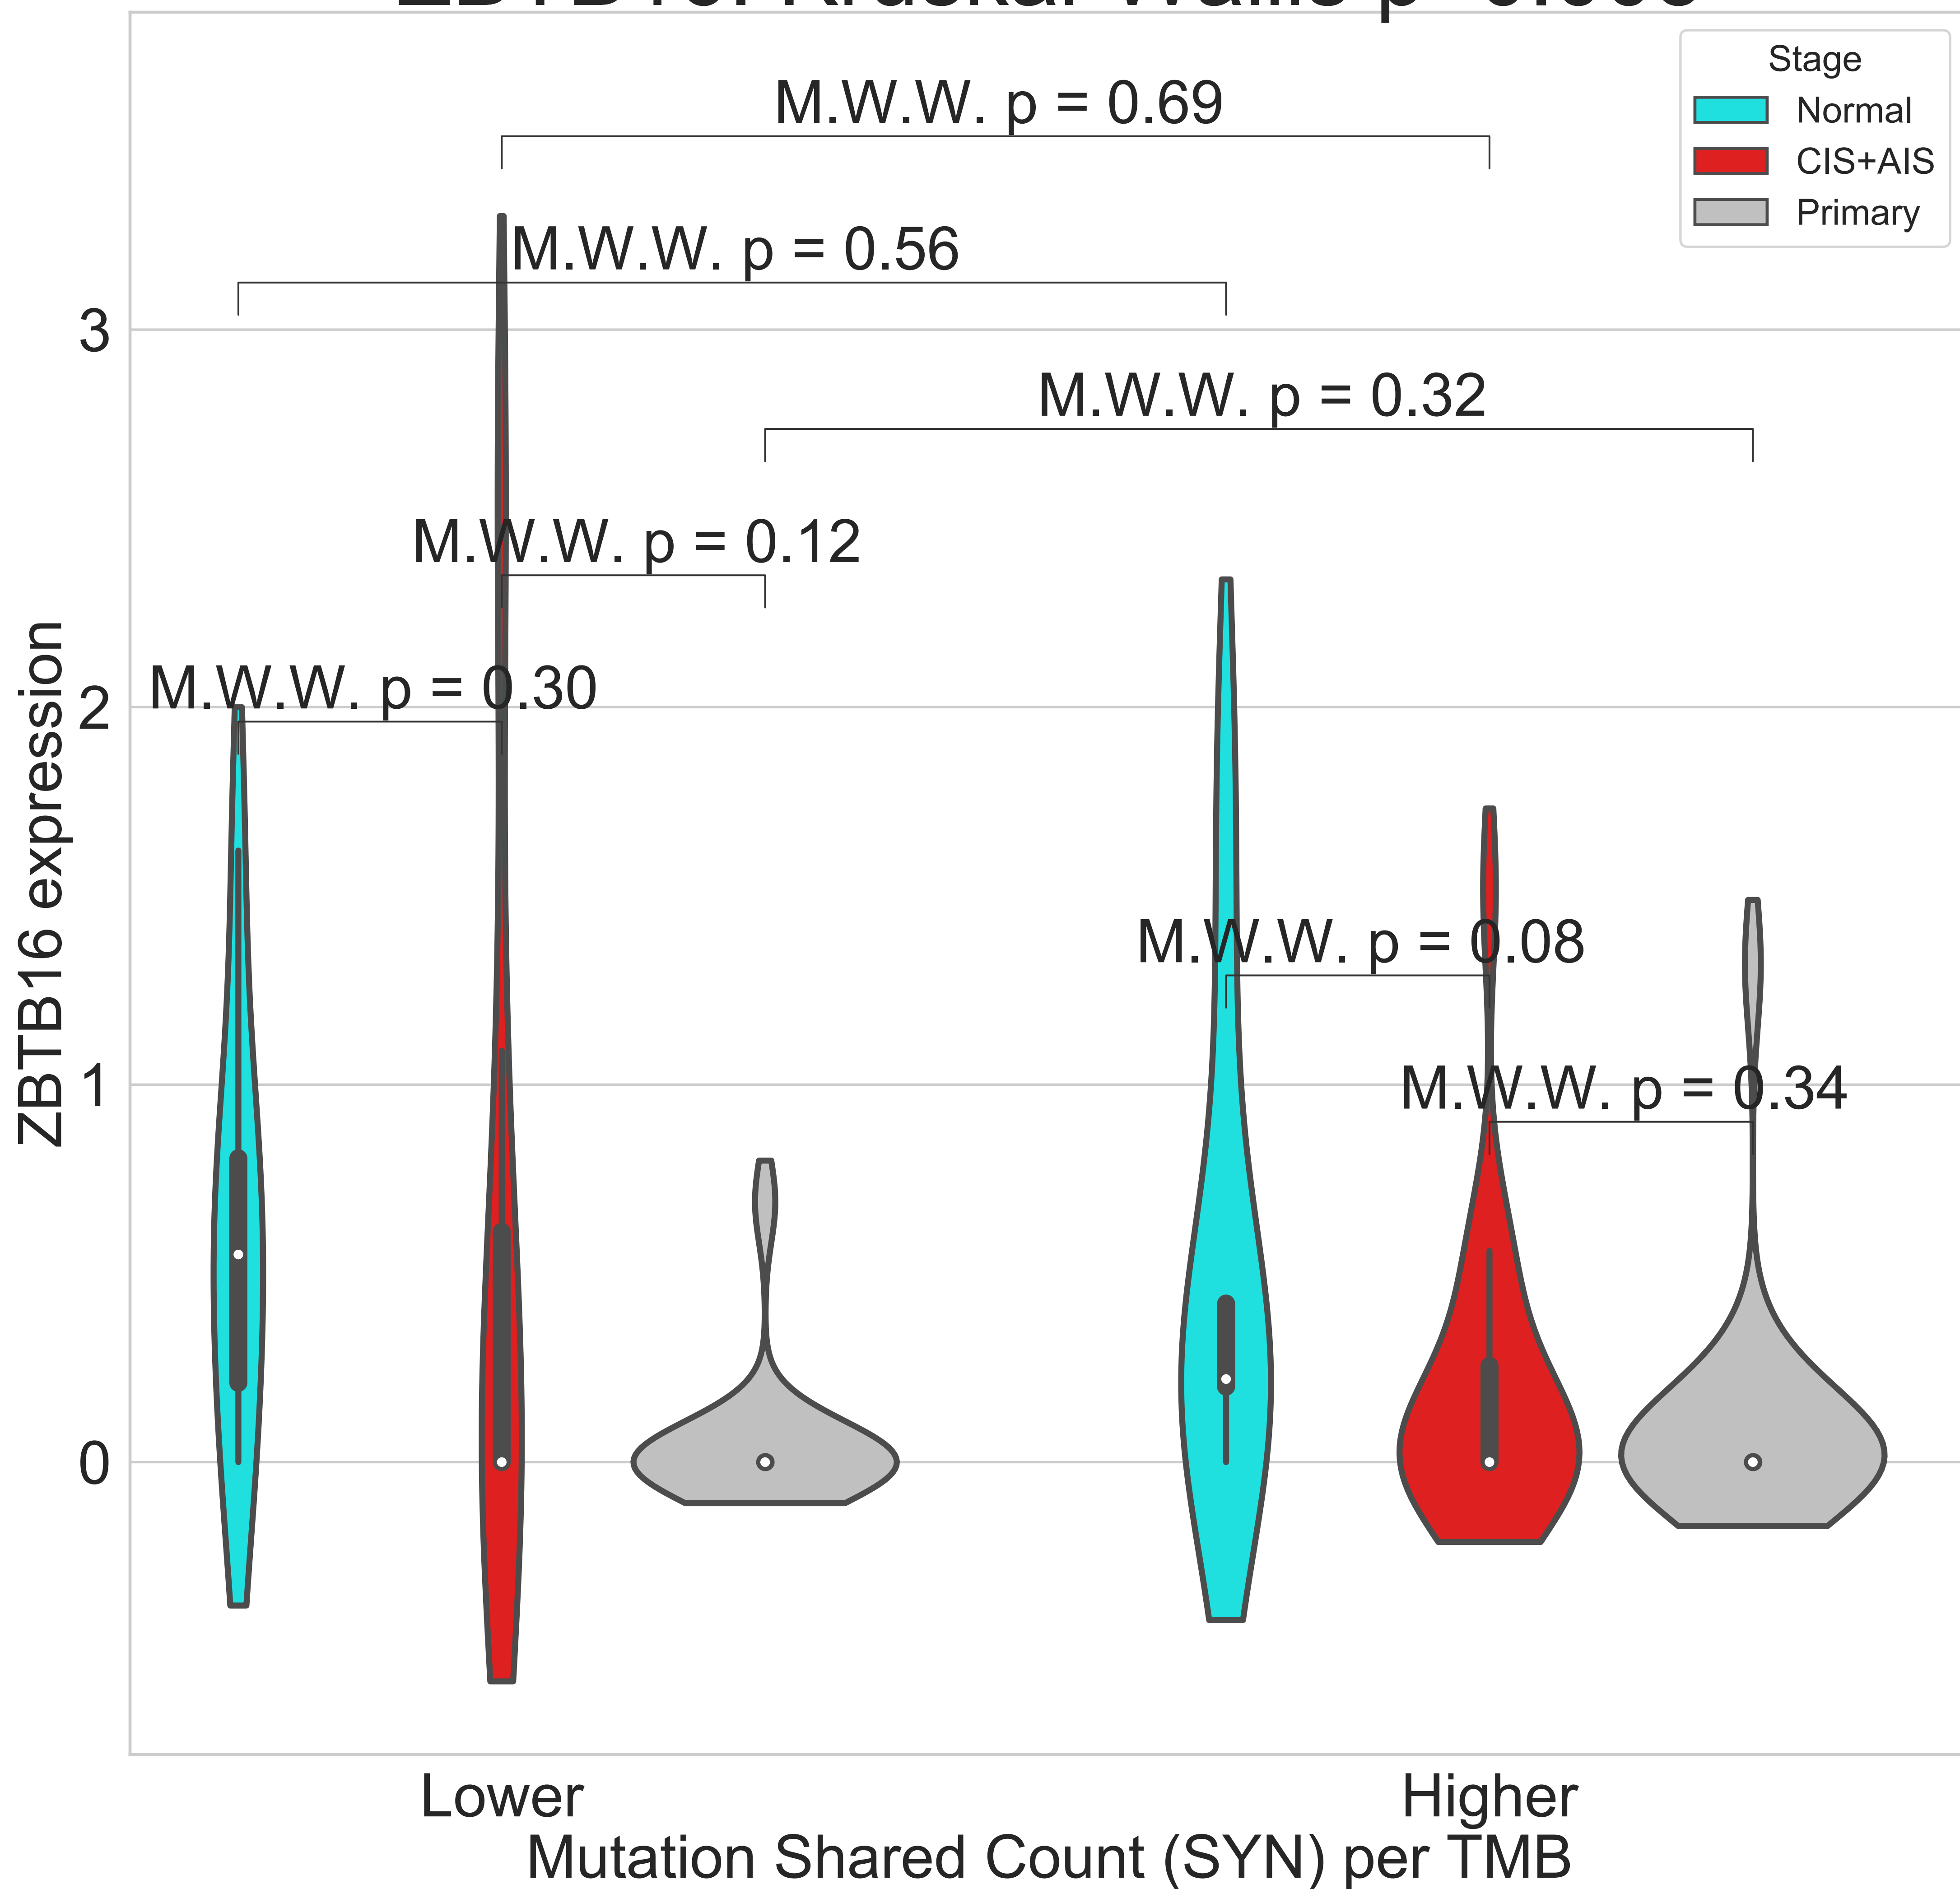 Stage
Normal
CIS+AIS
Primary
M.W.W. p = 0.69
M.W.W. p = 0.56
M.W.W. p = 0.32
M.W.W. p = 0.12
M.W.W. p = 0.30
M.W.W. p = 0.08
M.W.W. p = 0.34
ZBTB16 expression
3
2
1
0
Lower
Higher
Mutation Shared Count (SYN) per TMB